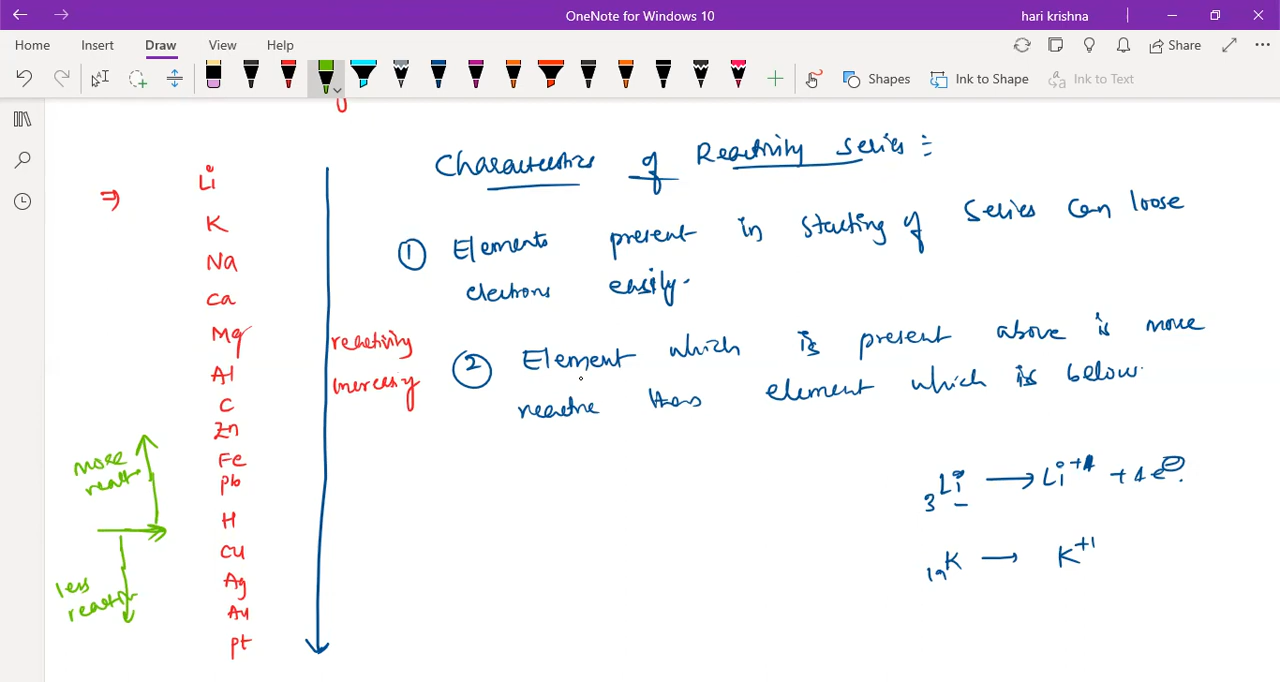 OneNote for Windows 10
hari krishna
Home Insert Draw View Help
Share
Shapes
Ink to Shape
Ink to Text
Characterstics of Reactivity Series :-
① Elements present in starting of Series can loose
electrons easily.
② Element which is present above is more
reactive than element which is below.
Li
K
Na
Ca
Mg
Al
C
Zn
Fe
Pb
H
Cu
Ag
Au
pt
reactivity
increasing
more
less
₃Li → Li⁺¹ + 1e⊖.
₁₉K → K⁺¹